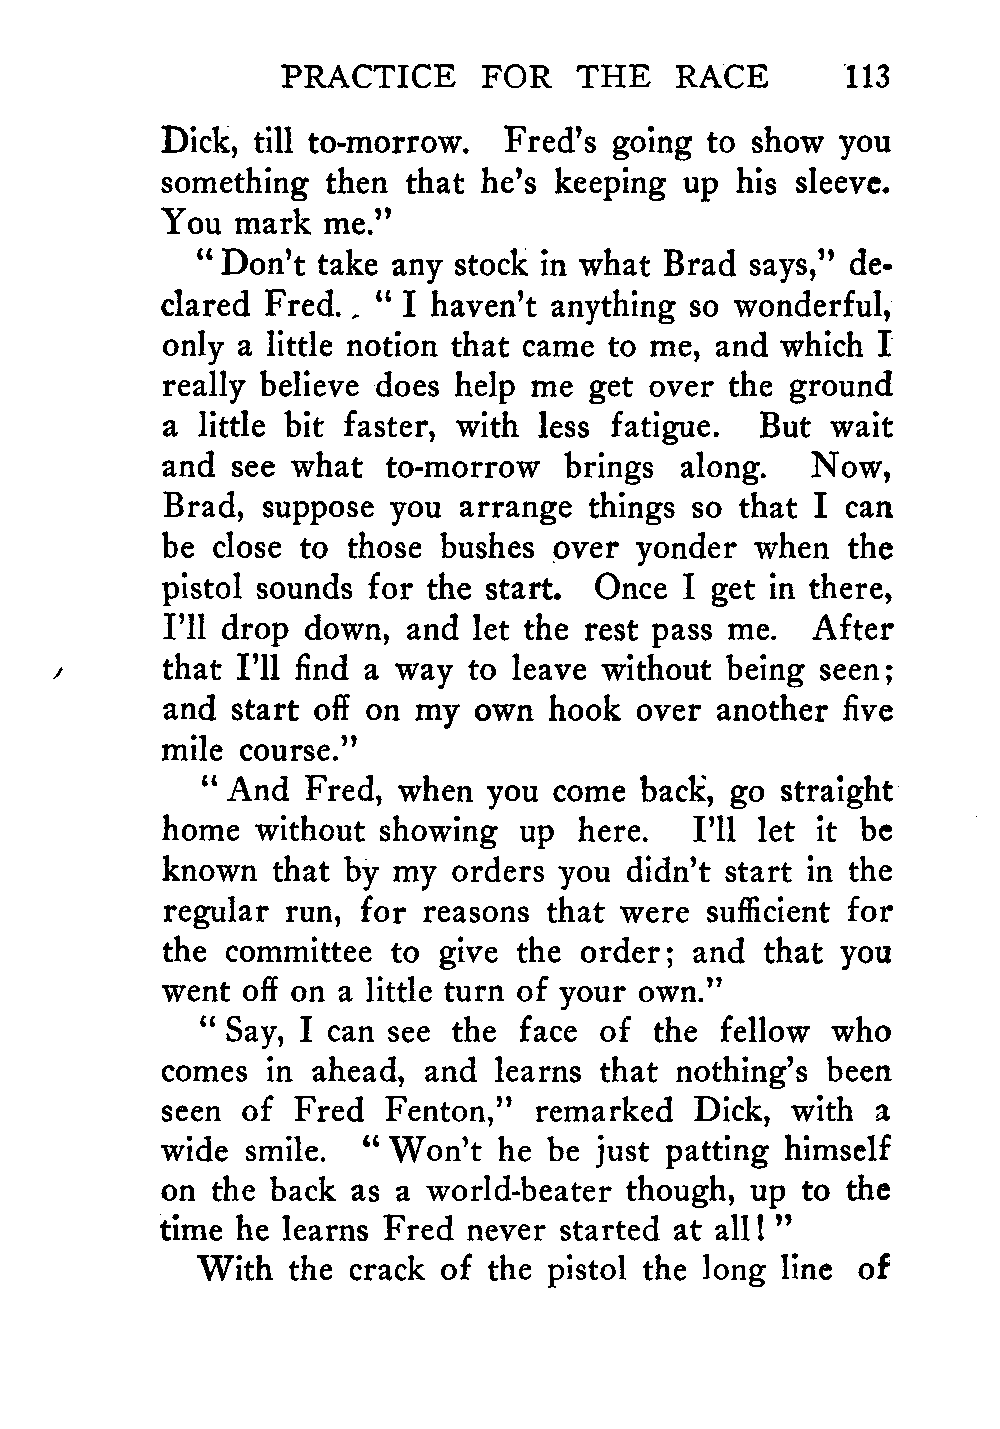 PRACTICE FOR THE RACE 113
Dick, till to-morrow. Fred's going to show you
something then that he's keeping up his sleeve.
You mark me."
"Don't take any stock in what Brad says," de-
clared Fred. "I haven't anything so wonderful,
only a little notion that came to me, and which I
really believe does help me get over the ground
a little bit faster, with less fatigue. But wait
and see what to-morrow brings along. Now,
Brad, suppose you arrange things so that I can
be close to those bushes over yonder when the
pistol sounds for the start. Once I get in there,
I'll drop down, and let the rest pass me. After
that I'll find a way to leave without being seen;
and start off on my own hook over another five
mile course."
"And Fred, when you come back, go straight
home without showing up here. I'll let it be
known that by my orders you didn't start in the
regular run, for reasons that were sufficient for
the committee to give the order; and that you
went off on a little turn of your own."
"Say, I can see the face of the fellow who
comes in ahead, and learns that nothing's been
seen of Fred Fenton," remarked Dick, with a
wide smile. "Won't he be just patting himself
on the back as a world-beater though, up to the
time he learns Fred never started at all!"
With the crack of the pistol the long line of